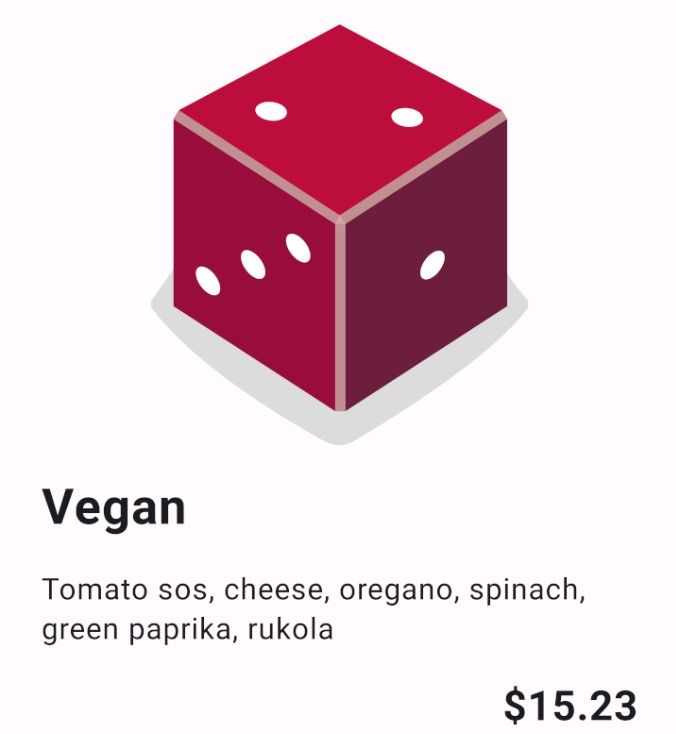 Vegan
Tomato sos, cheese, oregano, spinach,
green paprika, rukola
$15.23